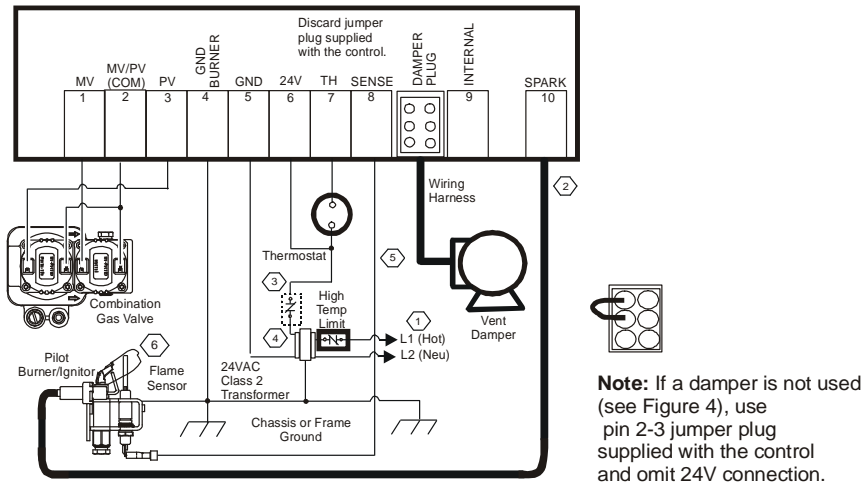 Discard jumper
plug supplied
with the control.
MV
MV/PV
(COM)
PV
GND
BURNER
GND
24V
TH
SENSE
DAMPER
PLUG
INTERNAL
SPARK
1
2
3
4
5
6
7
8
9
10
Wiring
Harness
2
Thermostat
5
3
High
Temp
Limit
1
4
L1 (Hot)
L2 (Neu)
Combination
Gas Valve
Vent
Damper
Pilot
Burner/Ignitor
6
Flame
Sensor
24VAC
Class 2
Transformer
Chassis or Frame
Ground
Note: If a damper is not used
(see Figure 4), use
pin 2-3 jumper plug
supplied with the control
and omit 24V connection.